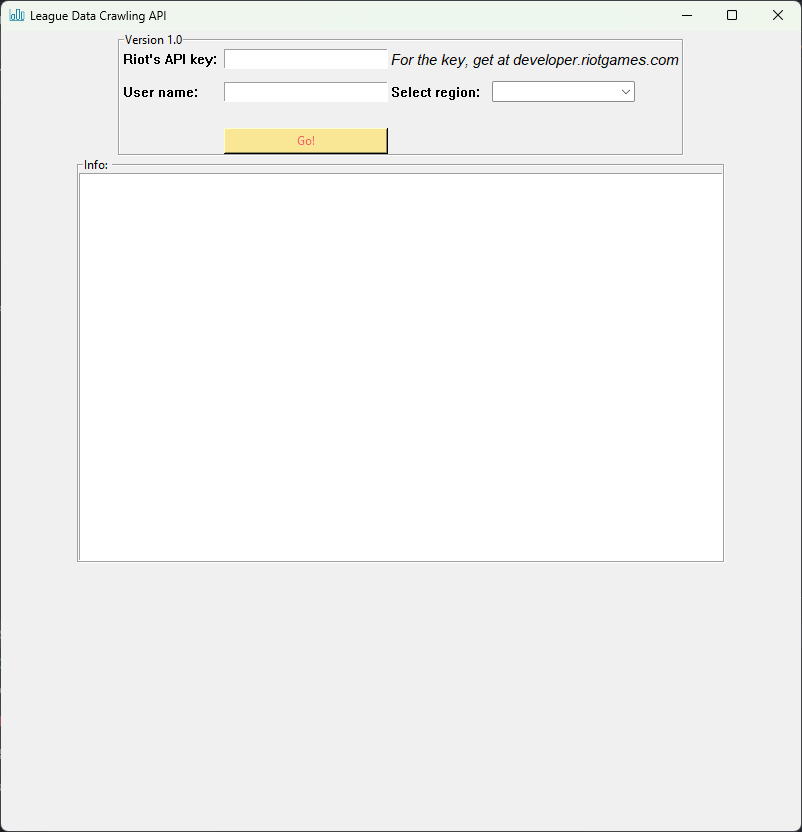 League Data Crawling API
Version 1.0
Riot's API key: For the key, get at developer.riotgames.com
User name: Select region:
Go!
Info: